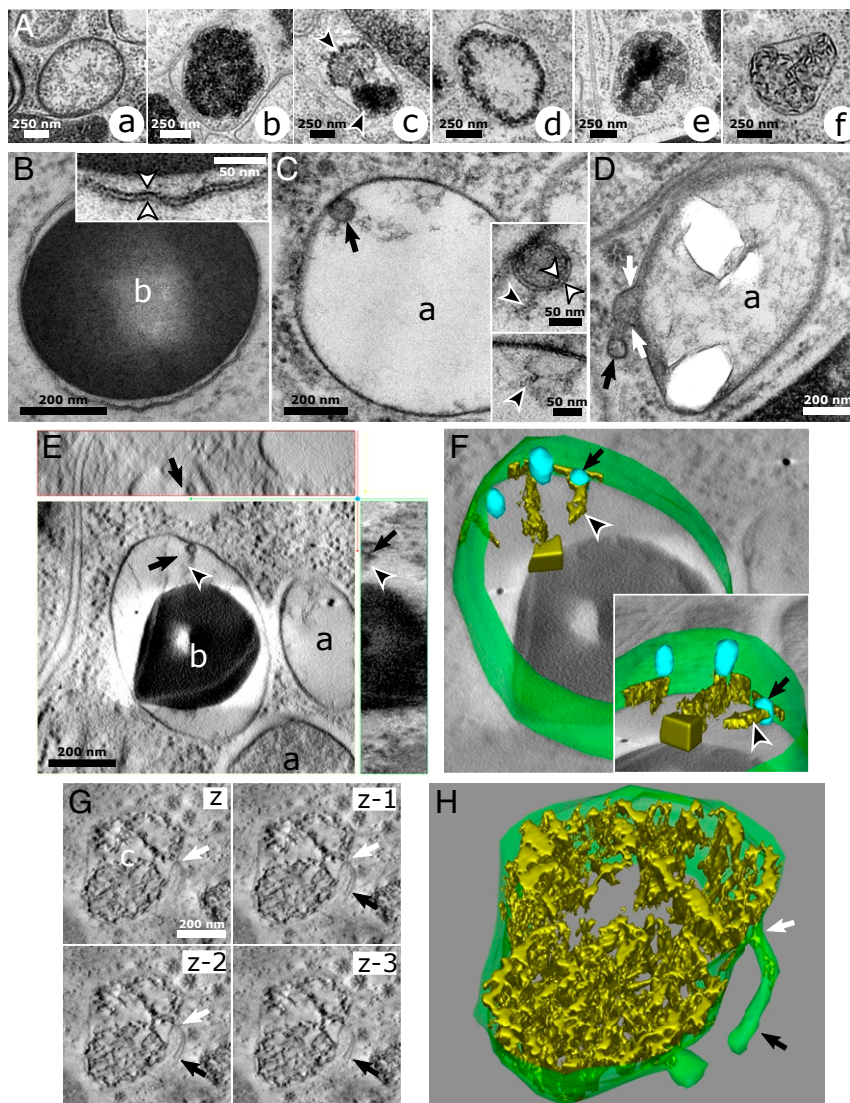 A
250 nm a
250 nm b
250 nm c
250 nm d
250 nm e
250 nm f
B
50 nm
b
200 nm
C
a
50 nm
200 nm
50 nm
D
a
200 nm
E
b
a
200 nm
a
F
G
z
c
200 nm
z-1
z-2
z-3
H